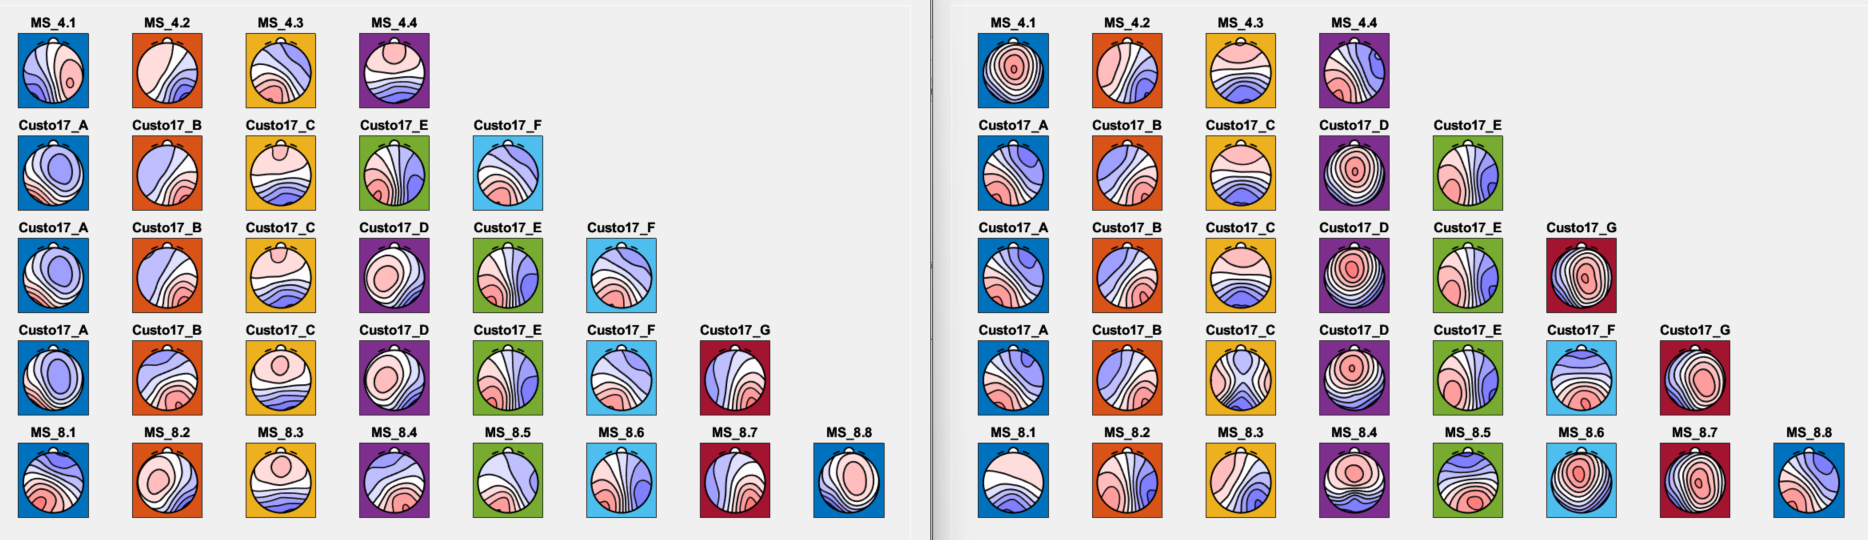 MS_4.1 MS_4.2 MS_4.3 MS_4.4
Custo17_A Custo17_B Custo17_C Custo17_E Custo17_F
Custo17_A Custo17_B Custo17_C Custo17_D Custo17_E Custo17_F
Custo17_A Custo17_B Custo17_C Custo17_D Custo17_E Custo17_F Custo17_G
MS_8.1 MS_8.2 MS_8.3 MS_8.4 MS_8.5 MS_8.6 MS_8.7 MS_8.8
MS_4.1 MS_4.2 MS_4.3 MS_4.4
Custo17_A Custo17_B Custo17_C Custo17_D Custo17_E
Custo17_A Custo17_B Custo17_C Custo17_D Custo17_E Custo17_G
Custo17_A Custo17_B Custo17_C Custo17_D Custo17_E Custo17_F Custo17_G
MS_8.1 MS_8.2 MS_8.3 MS_8.4 MS_8.5 MS_8.6 MS_8.7 MS_8.8